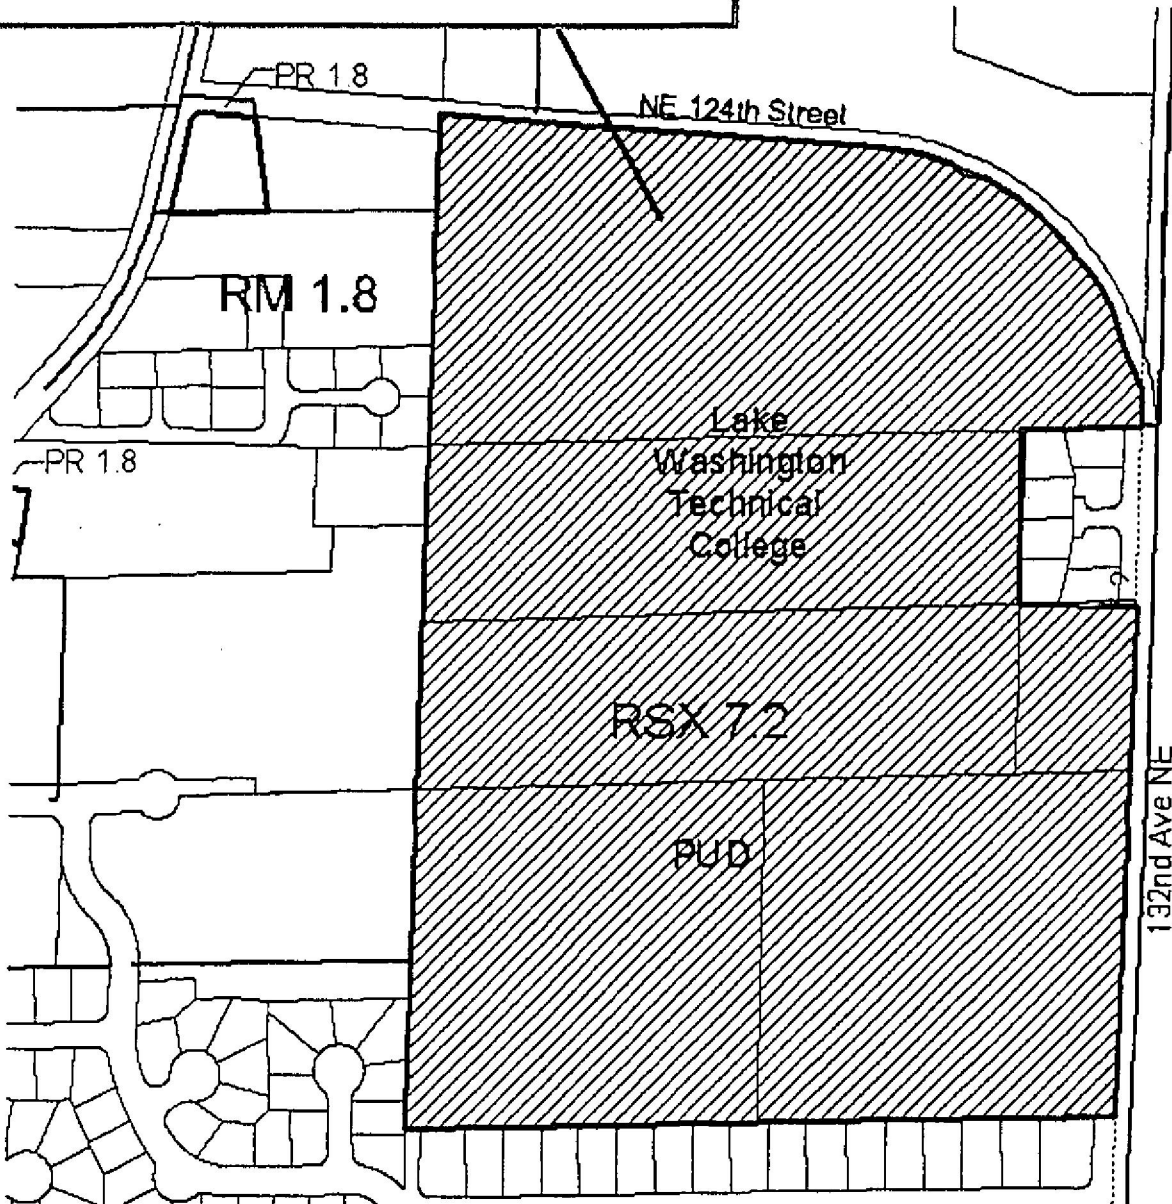 PR 1.8
NE 124th Street
RM 1.8
Lake
Washington
Technical
College
PR 1.8
RSX 7.2
PUD
132nd Ave NE